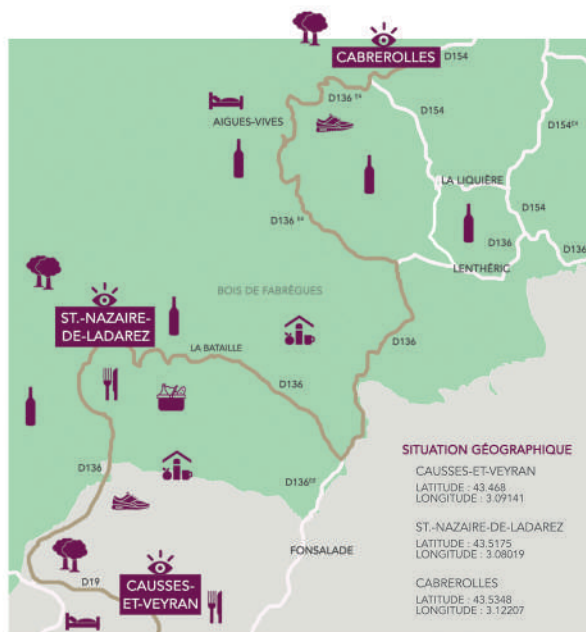 CABREROLLES
D154
D136 E4
D154
D154E4
AIGUES-VIVES
LA LIQUIÈRE
D154
D136 E4
D136
D136
LENTHÉRIC
BOIS DE FABRÈGUES
ST.-NAZAIRE-
DE-LADAREZ
LA BATAILLE
D136
D136
D136
D136
SITUATION GÉOGRAPHIQUE
CAUSSES-ET-VEYRAN
LATITUDE : 43.468
LONGITUDE : 3.09141
ST.-NAZAIRE-DE-LADAREZ
LATITUDE : 43.5175
LONGITUDE : 3.08019
CABREROLLES
LATITUDE : 43.5348
LONGITUDE : 3.12207
FONSALADE
D19
CAUSSES-
ET-VEYRAN